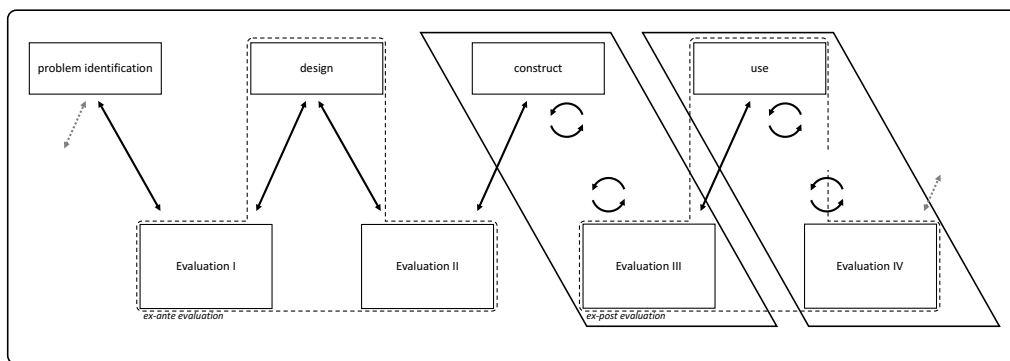 problem identification
design
construct
use
Evaluation I
Evaluation II
Evaluation III
Evaluation IV
ex-ante evaluation
ex-post evaluation